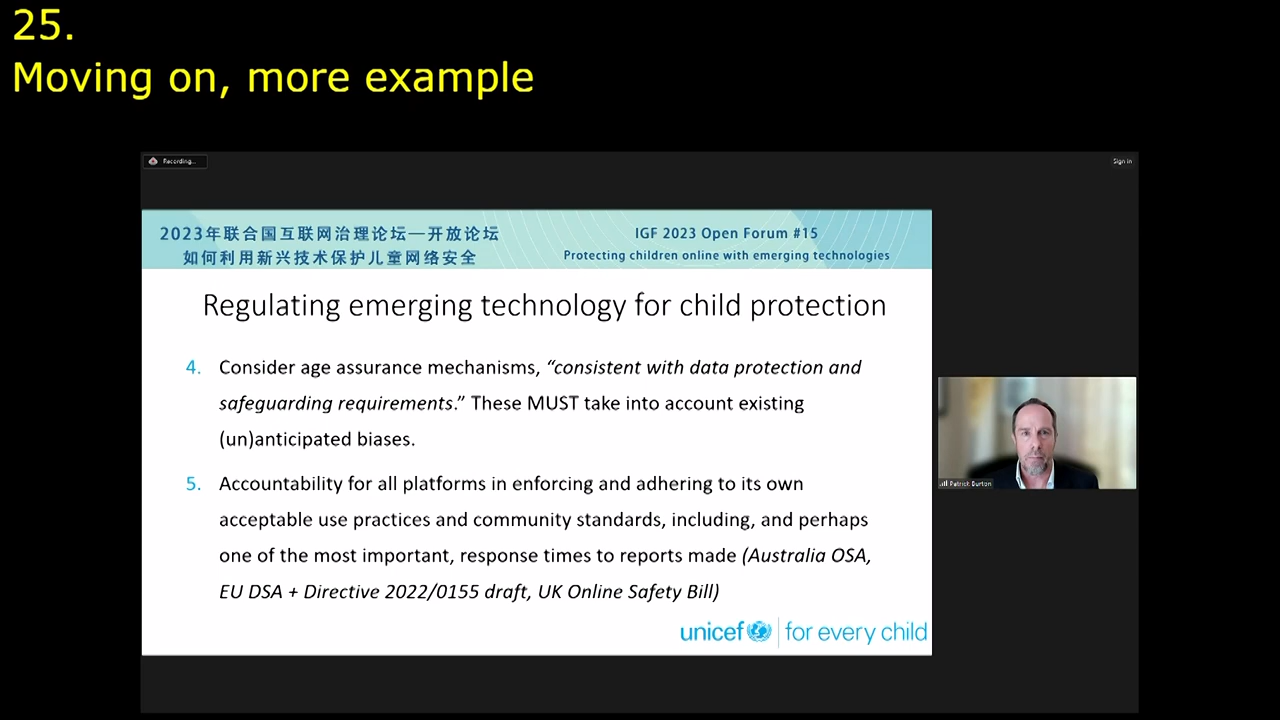 25.
Moving on, more example
Recording...
Sign in
2023年联合国互联网治理论坛—开放论坛
如何利用新兴技术保护儿童网络安全
IGF 2023 Open Forum #15
Protecting children online with emerging technologies
Regulating emerging technology for child protection
4. Consider age assurance mechanisms, “consistent with data protection and
safeguarding requirements.” These MUST take into account existing
(un)anticipated biases.
5. Accountability for all platforms in enforcing and adhering to its own
acceptable use practices and community standards, including, and perhaps
one of the most important, response times to reports made (Australia OSA,
EU DSA + Directive 2022/0155 draft, UK Online Safety Bill)
unicef for every child
Patrick Burton